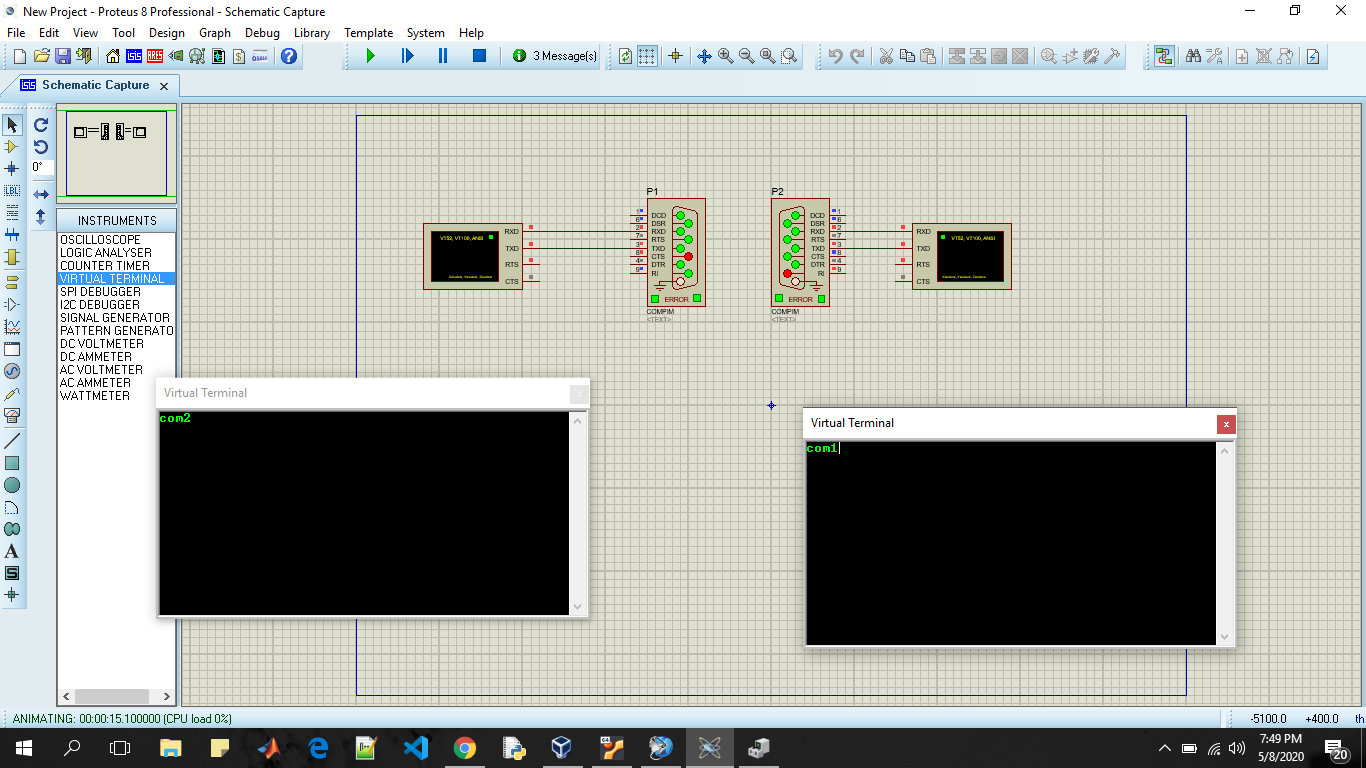 New Project - Proteus 8 Professional - Schematic Capture
File Edit View Tool Design Graph Debug Library Template System Help
3 Message(s)
Schematic Capture
0°
LBL
INSTRUMENTS
OSCILLOSCOPE
LOGIC ANALYSER
COUNTER TIMER
VIRTUAL TERMINAL
SPI DEBUGGER
I2C DEBUGGER
SIGNAL GENERATOR
PATTERN GENERATO
DC VOLTMETER
DC AMMETER
AC VOLTMETER
AC AMMETER
WATTMETER
VT52, VT100, ANSI
RXD
TXD
RTS
CTS
P1
1
6
2
7
3
8
4
9
DCD
DSR
RXD
RTS
TXD
CTS
DTR
RI
ERROR
COMPIM
<TEXT>
P2
DCD
DSR
RXD
RTS
TXD
CTS
DTR
RI
1
6
2
7
3
8
4
9
ERROR
COMPIM
<TEXT>
RXD
TXD
RTS
CTS
VT52, VT100, ANSI
Virtual Terminal
com2
Virtual Terminal
com1
ANIMATING: 00:00:15.100000 (CPU load 0%)
-5100.0 +400.0 th
7:49 PM
5/8/2020
20